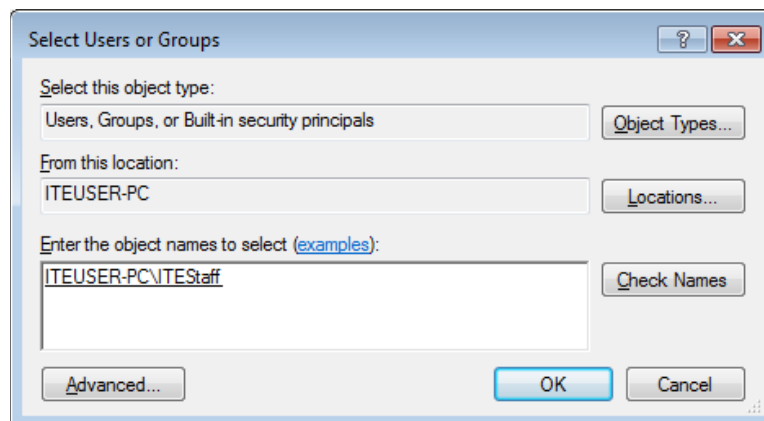 Select Users or Groups
Select this object type:
Users, Groups, or Built-in security principals
Object Types...
From this location:
ITEUSER-PC
Locations...
Enter the object names to select (examples):
ITEUSER-PC\ITEStaff
Check Names
Advanced...
OK
Cancel